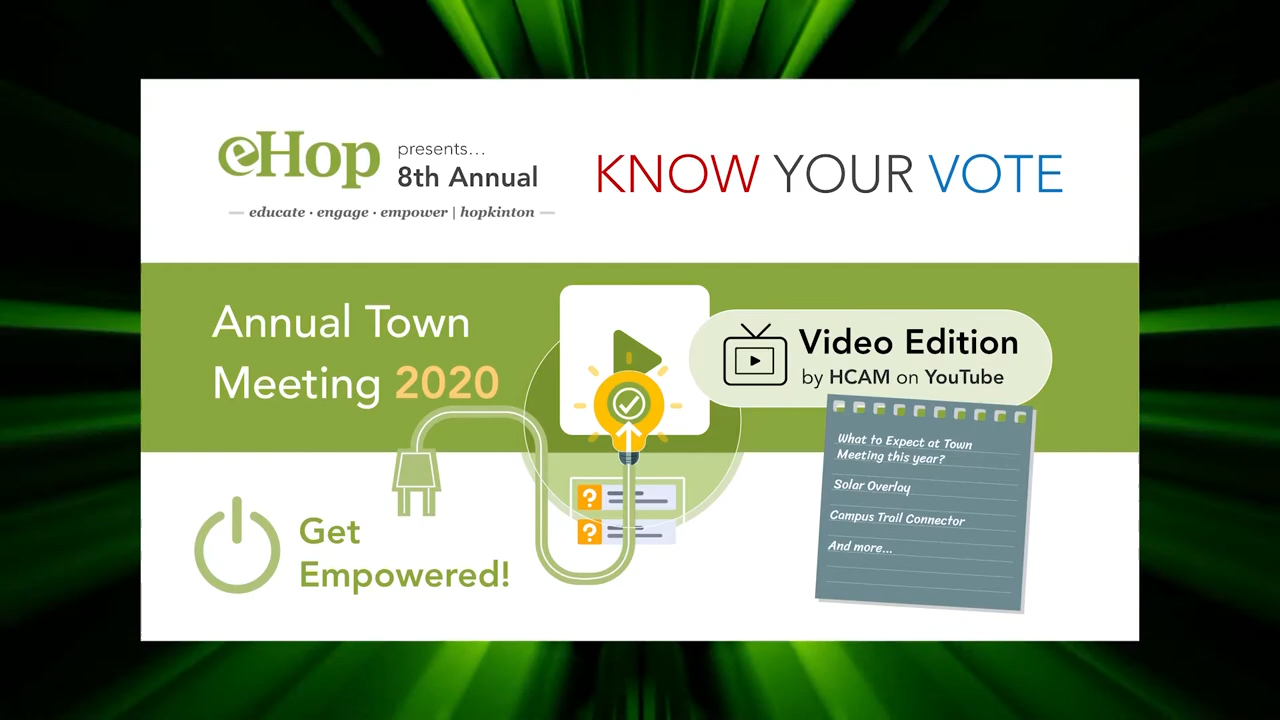 eHop
presents...
8th Annual
educate · engage · empower | hopkinton
KNOW YOUR VOTE
Annual Town
Meeting 2020
Video Edition
by HCAM on YouTube
What to Expect at Town
Meeting this year?
Solar Overlay
Campus Trail Connector
And more...
?
?
Get
Empowered!